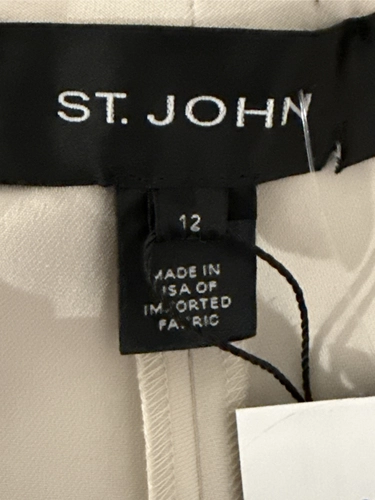 ST. JOHN
12
MADE IN
USA OF
IMPORTED
FABRIC